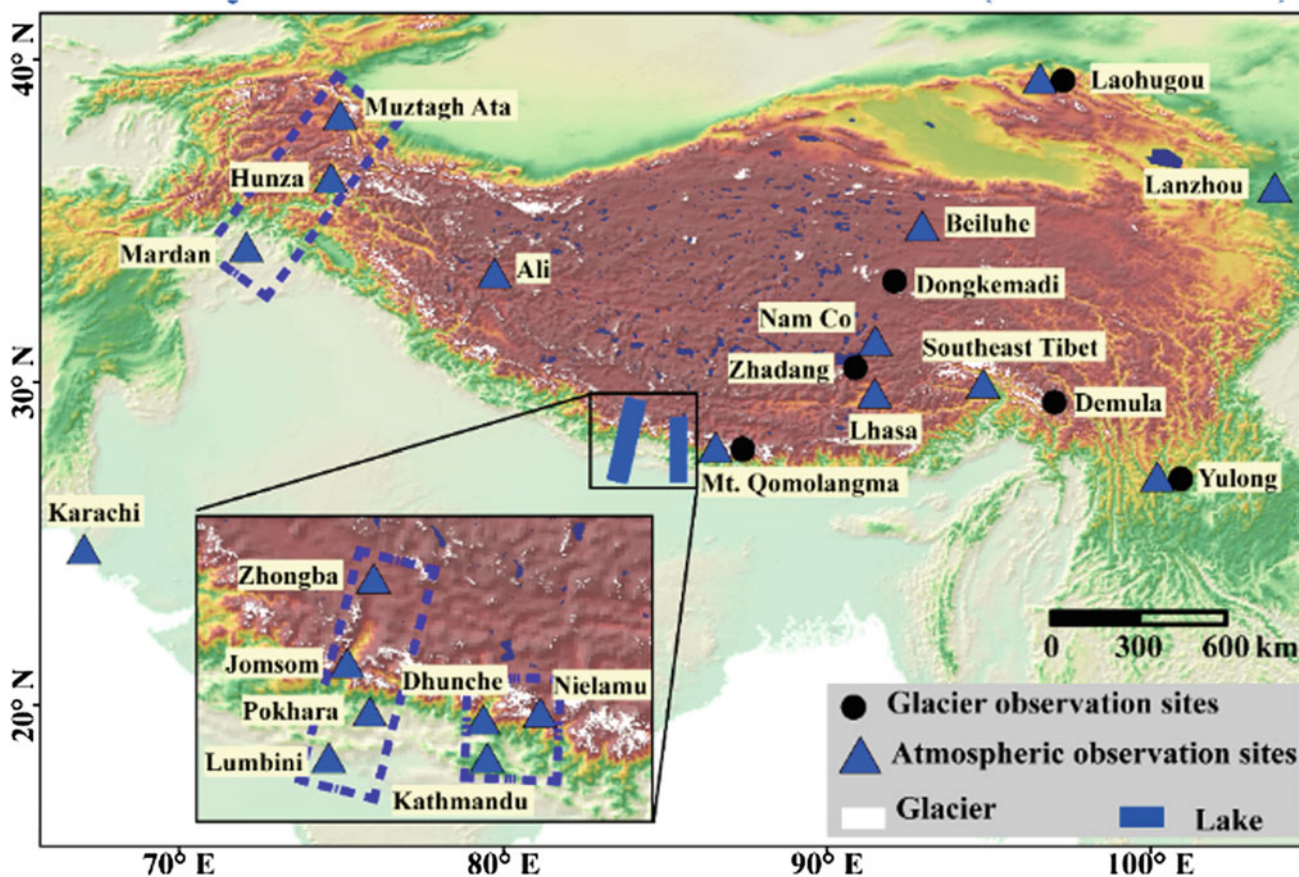 40° N
30° N
20° N
Muztagh Ata
Laohugou
Hunza
Lanzhou
Mardan
Beiluhe
Ali
Dongkemadi
Nam Co
Southeast Tibet
Zhadang
Demula
Lhasa
Mt. Qomolangma
Yulong
Karachi
Zhongba
Jomsom
Dhunche
Nielamu
Pokhara
Lumbini
Kathmandu
0 300 600 km
Glacier observation sites
Atmospheric observation sites
Glacier
Lake
70° E
80° E
90° E
100° E